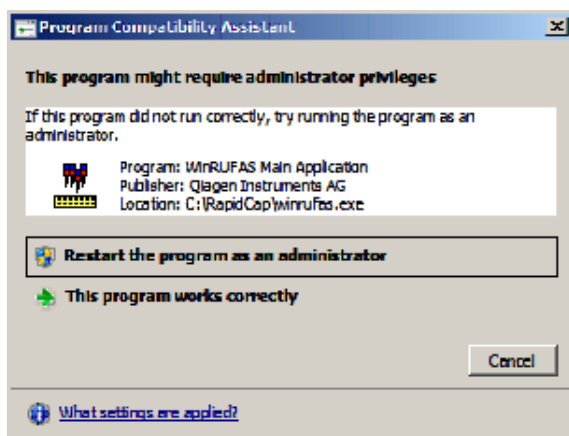 Program Compatibility Assistant
This program might require administrator privileges
If this program did not run correctly, try running the program as an
administrator.
Program: WinRUFAS Main Application
Publisher: Qiagen Instruments AG
Location: C:\RapidCap\winrufas.exe
Restart the program as an administrator
This program works correctly
Cancel
What settings are applied?